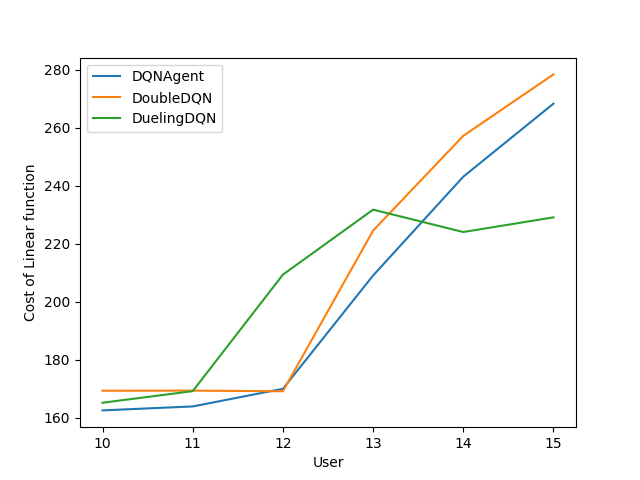 DQNAgent
DoubleDQN
DuelingDQN
280
260
240
220
200
180
160
Cost of Linear function
10 11 12 13 14 15
User